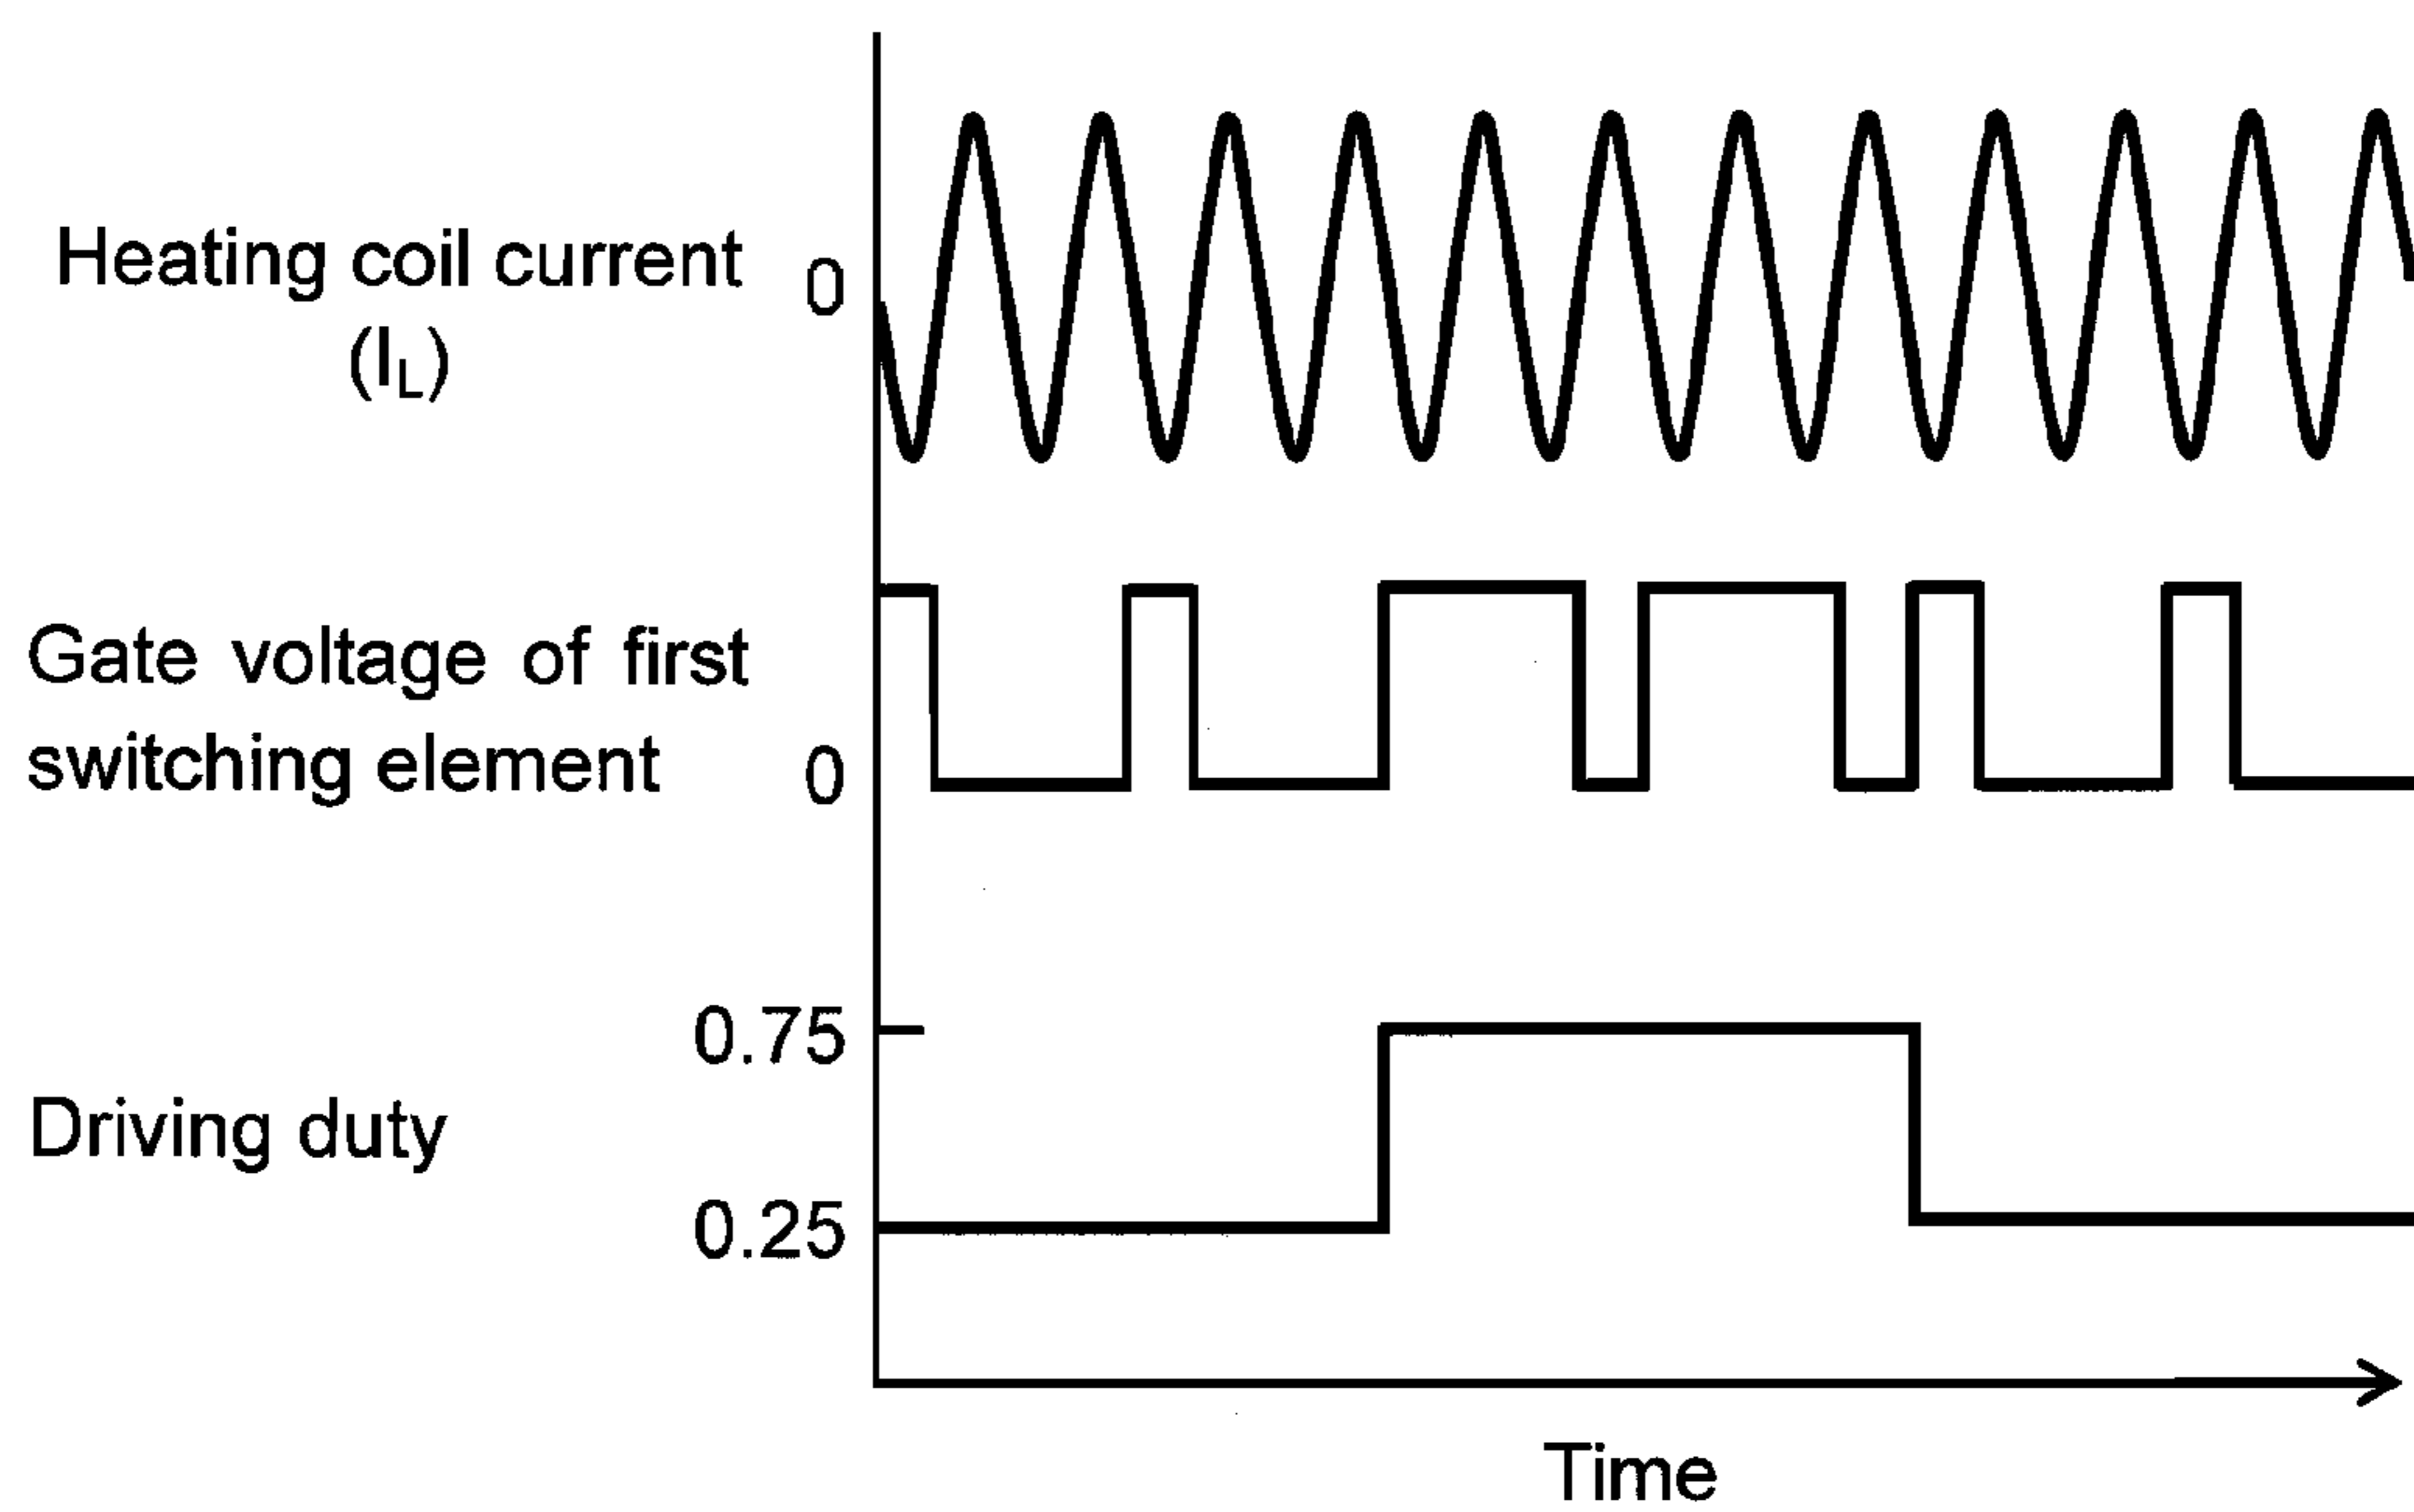 Heating coil current
(IL)
0
Gate voltage of first
switching element
0
0.75
Driving duty
0.25
Time